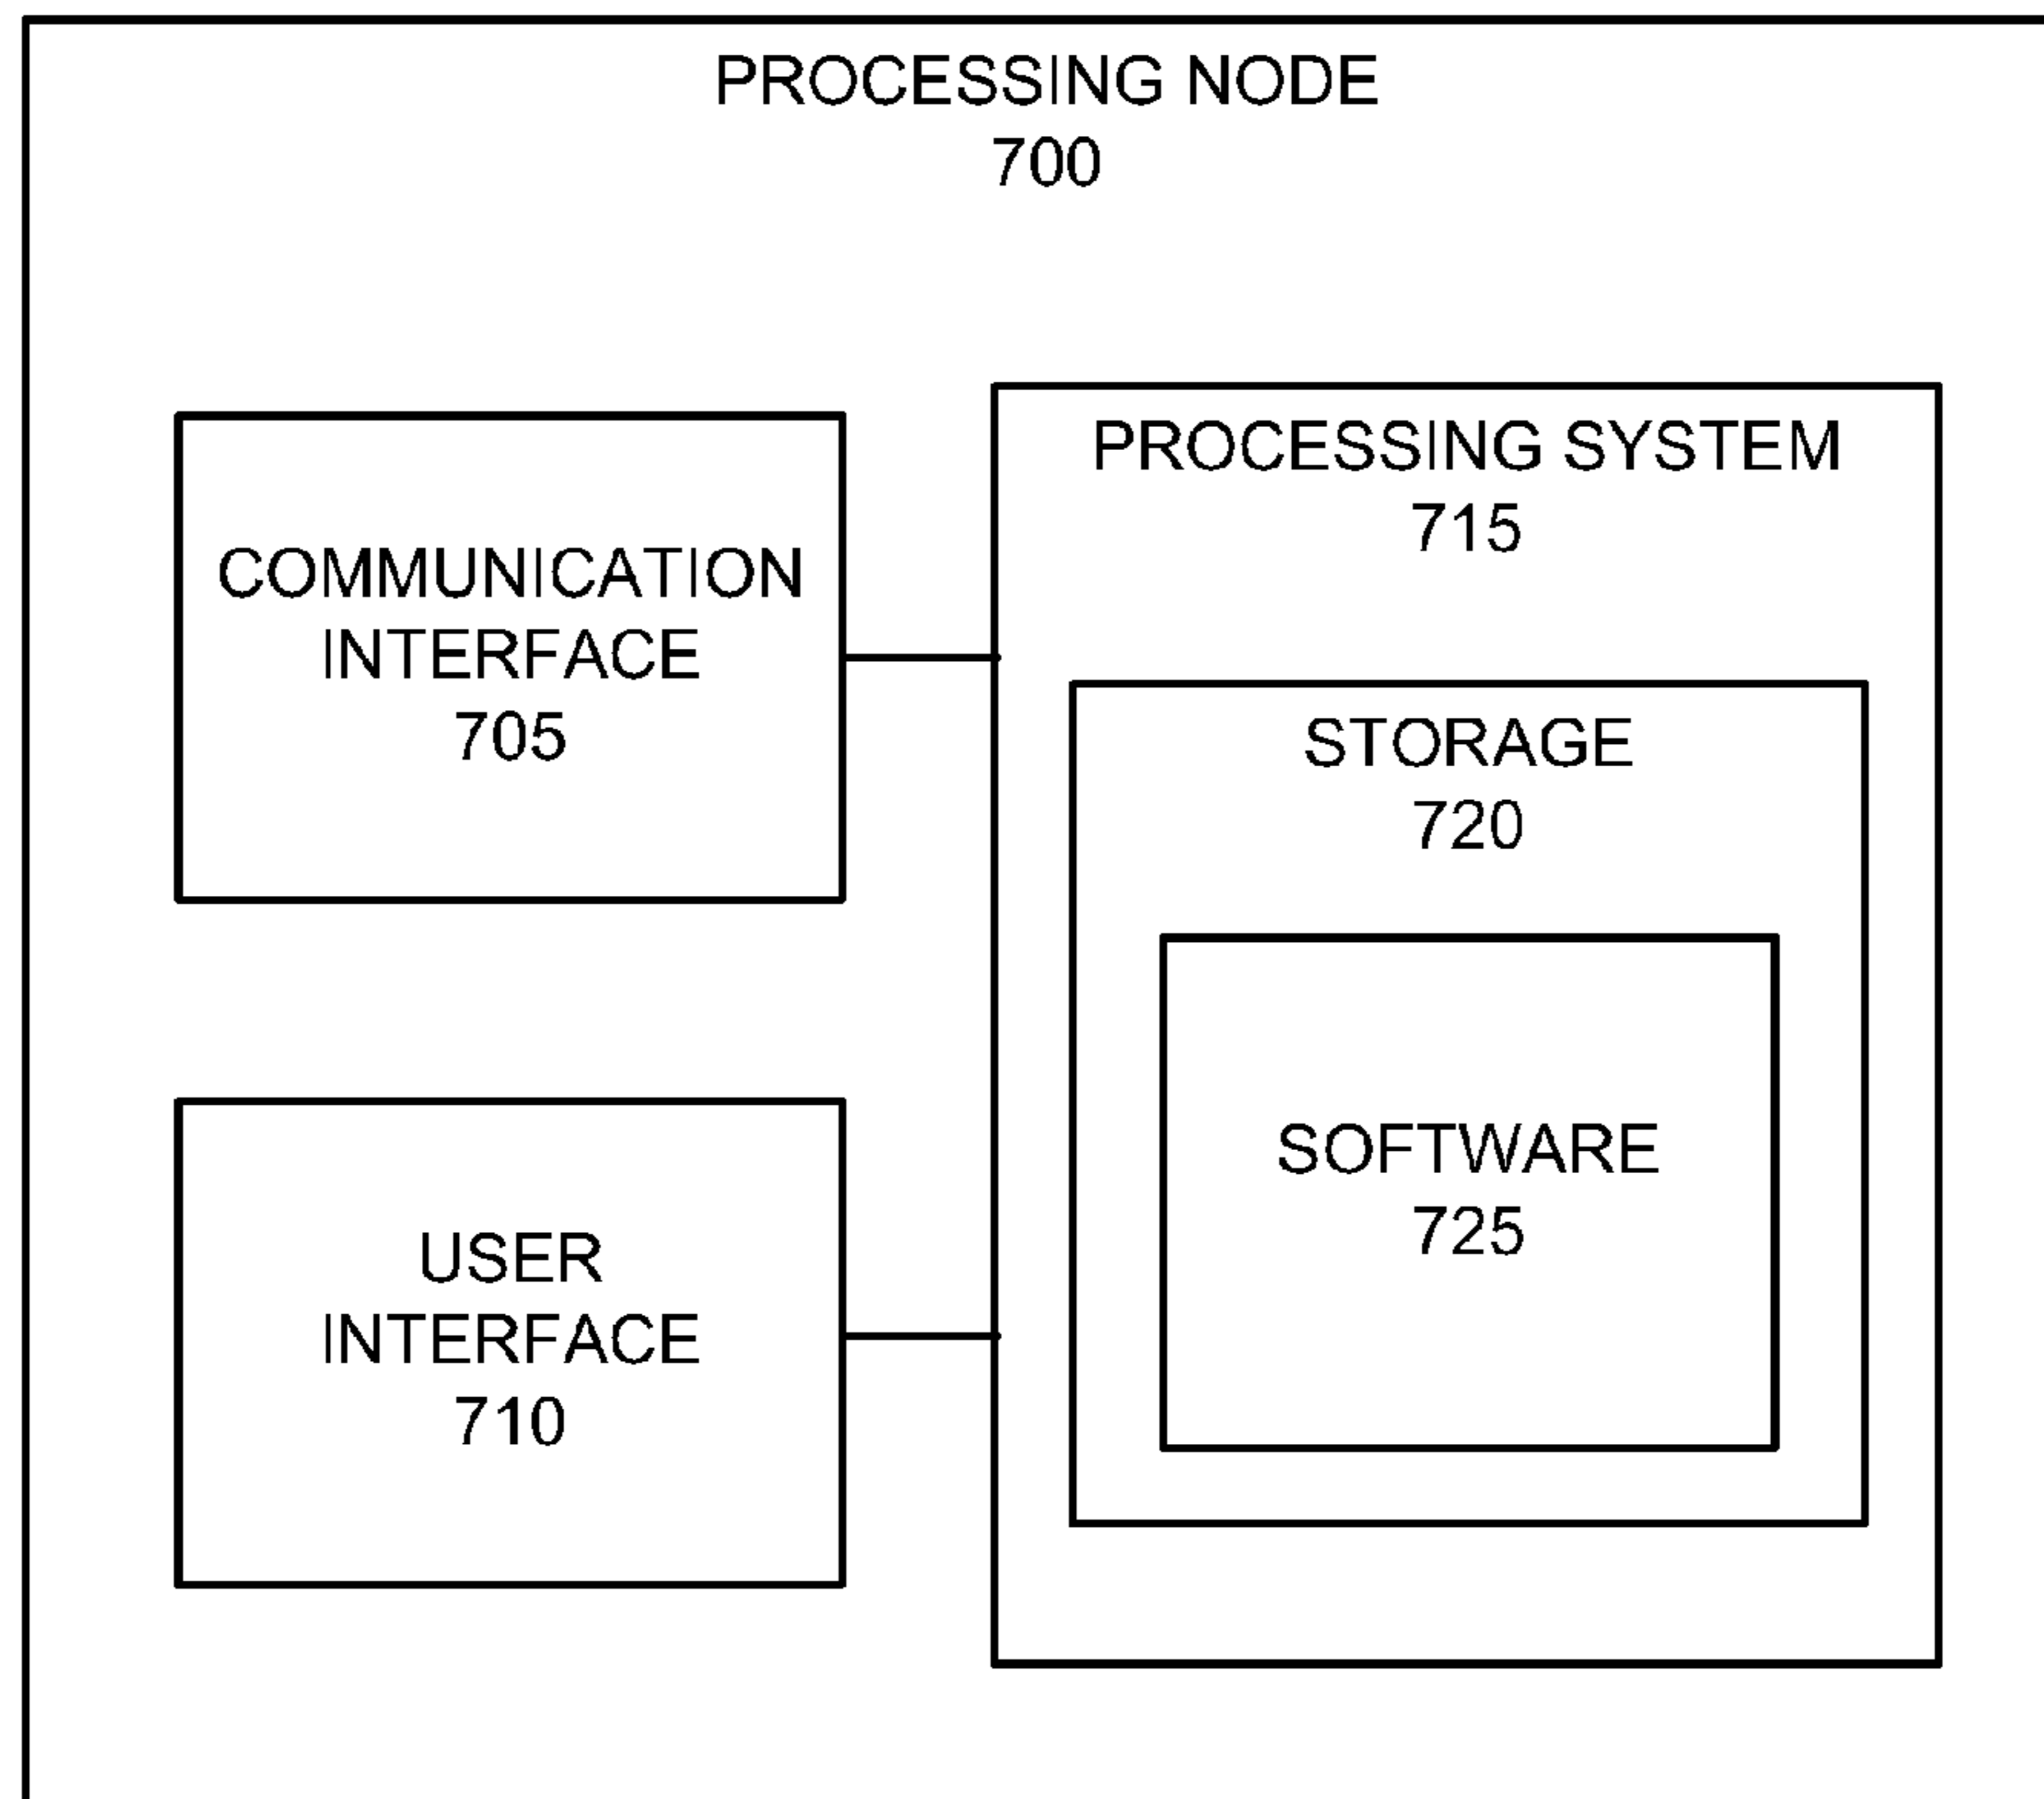 PROCESSING NODE
700
COMMUNICATION
INTERFACE
705
USER
INTERFACE
710
PROCESSING SYSTEM
715
STORAGE
720
SOFTWARE
725